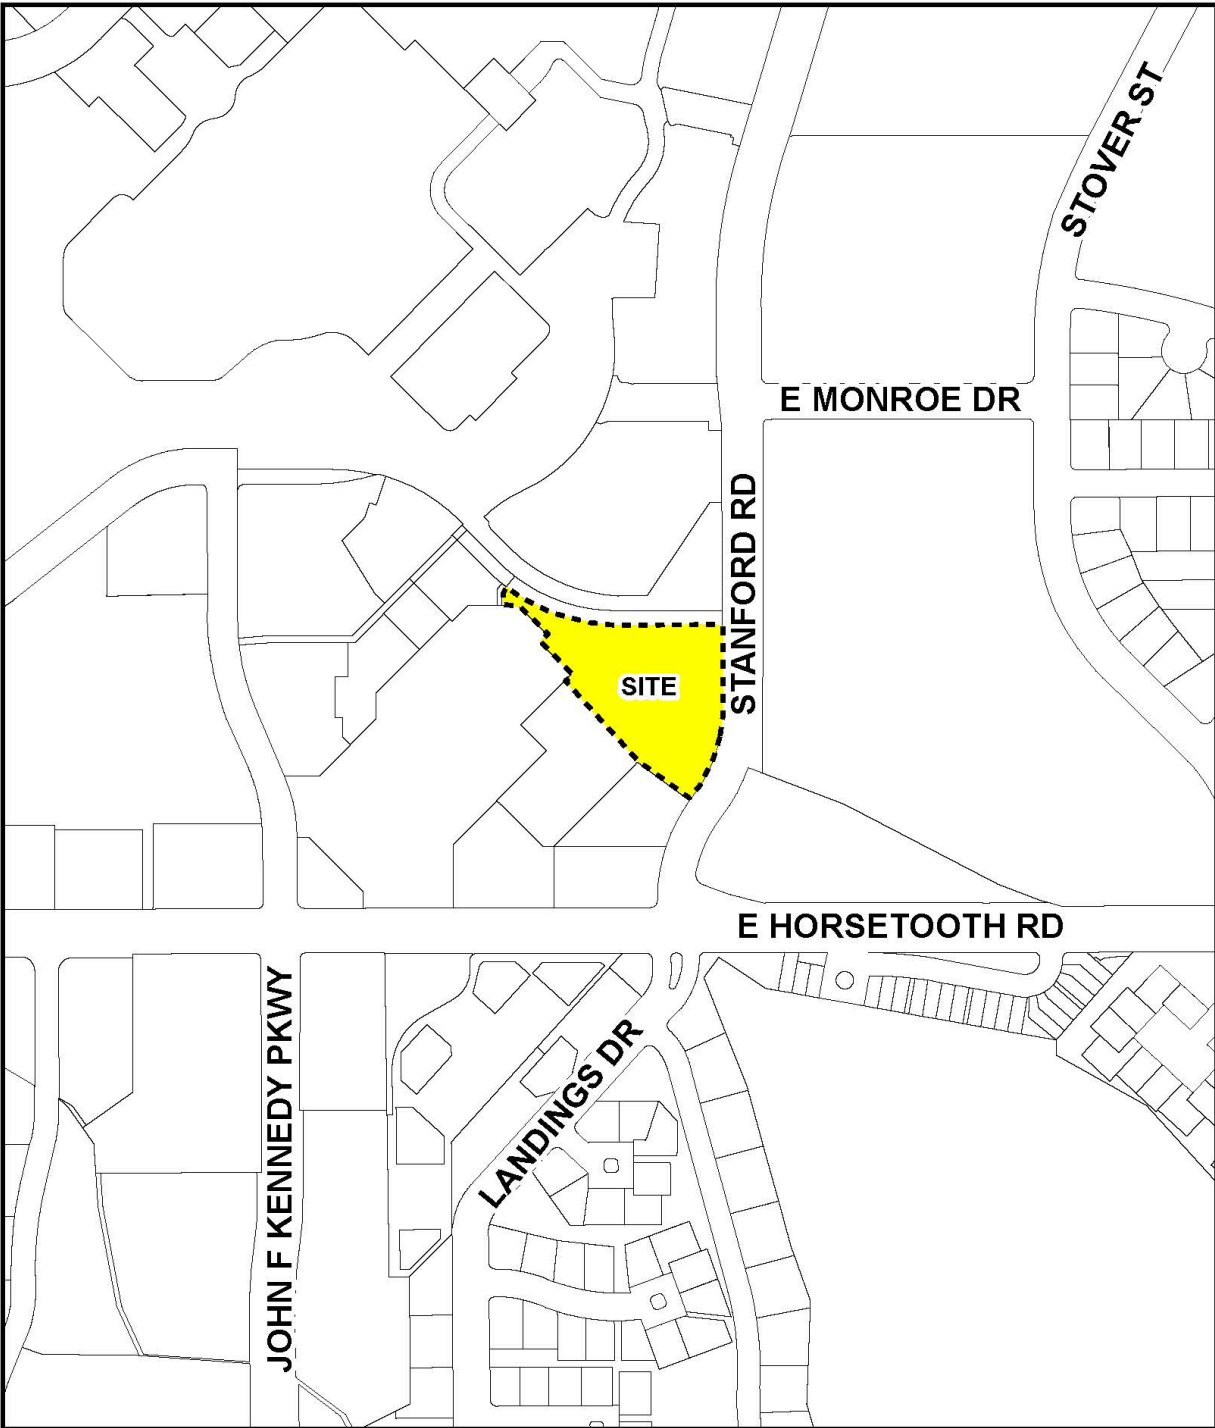 STOVER ST
E MONROE DR
STANFORD RD
SITE
E HORSETOOTH RD
JOHN F KENNEDY PKWY
LANDINGS DR